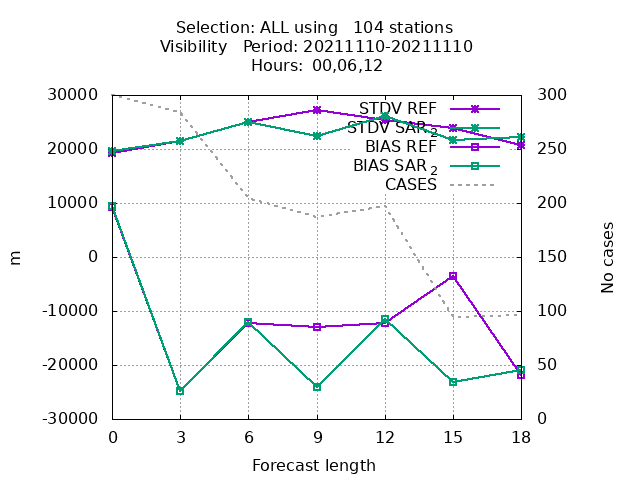 Selection: ALL using   104 stations
Visibility   Period: 20211110-20211110
Hours:  00,06,12
30000
20000
10000
0
-10000
-20000
-30000
m
300
250
200
150
100
50
0
No cases
STDV REF
STDV SAR 2
BIAS REF
BIAS SAR 2
CASES
0 3 6 9 12 15 18
Forecast length